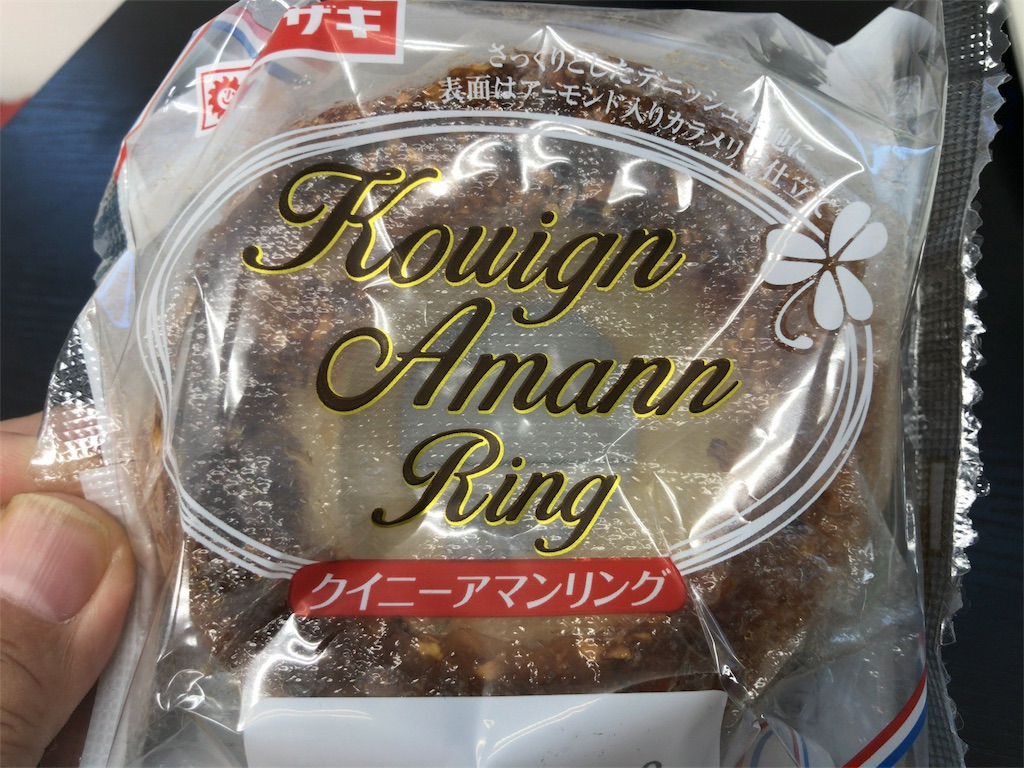 ザキ
さっくりとしたデニッシュ生地に
表面はアーモンド入りカラメリゼ仕立
Kouign
Amann
Ring
クイニーアマンリング